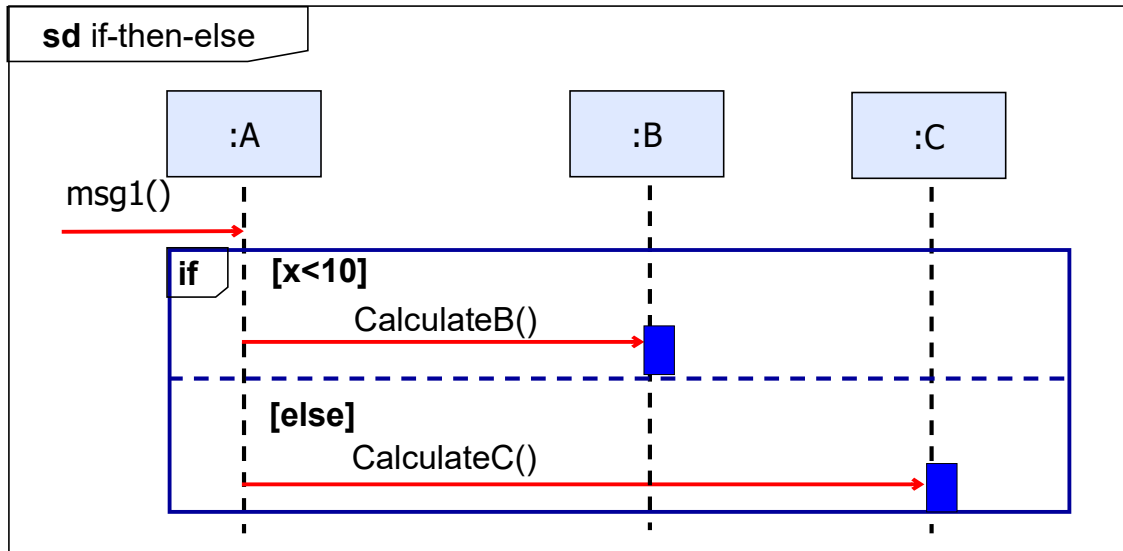 sd if-then-else
:A
:B
:C
msg1()
if
[x<10]
CalculateB()
[else]
CalculateC()